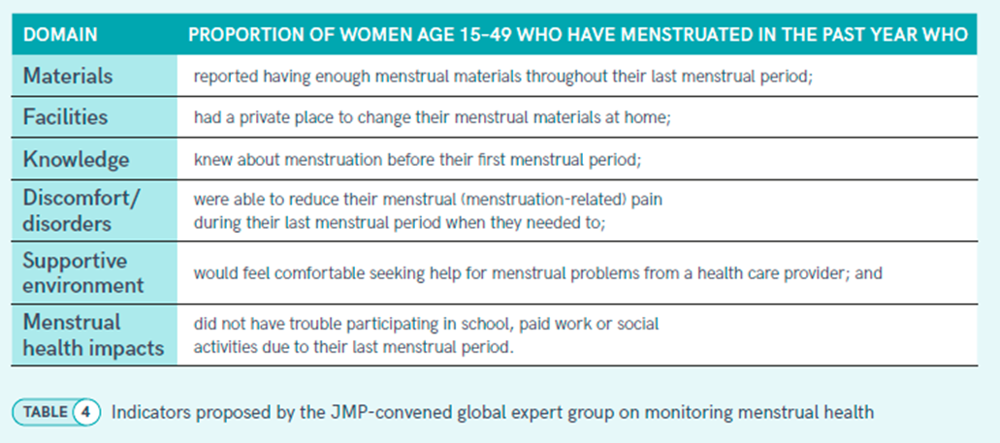 DOMAIN PROPORTION OF WOMEN AGE 15–49 WHO HAVE MENSTRUATED IN THE PAST YEAR WHO
Materials reported having enough menstrual materials throughout their last menstrual period;
Facilities had a private place to change their menstrual materials at home;
Knowledge knew about menstruation before their first menstrual period;
Discomfort/
disorders
were able to reduce their menstrual (menstruation-related) pain
during their last menstrual period when they needed to;
Supportive
environment
would feel comfortable seeking help for menstrual problems from a health care provider; and
Menstrual
health impacts
did not have trouble participating in school, paid work or social
activities due to their last menstrual period.
TABLE 4 Indicators proposed by the JMP-convened global expert group on monitoring menstrual health